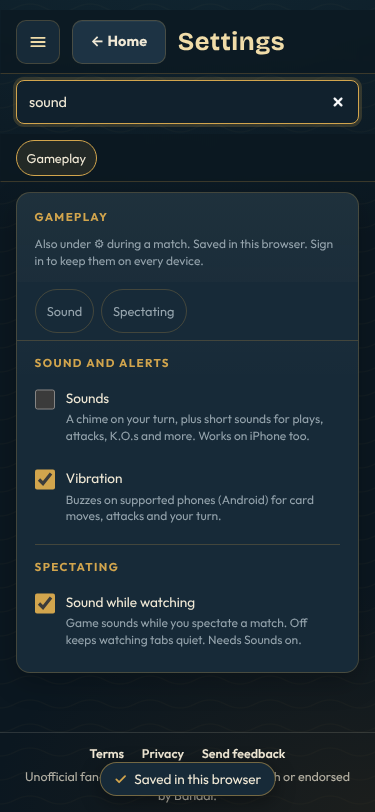 ← Home
Settings
sound
Gameplay
GAMEPLAY
Also under ⚙ during a match. Saved in this browser. Sign
in to keep them on every device.
Sound
Spectating
SOUND AND ALERTS
Sounds
A chime on your turn, plus short sounds for plays,
attacks, K.O.s and more. Works on iPhone too.
Vibration
Buzzes on supported phones (Android) for card
moves, attacks and your turn.
SPECTATING
Sound while watching
Game sounds while you spectate a match. Off
keeps watching tabs quiet. Needs Sounds on.
Terms Privacy Send feedback
Unofficial or endorsed
Saved in this browser
by Bandai.